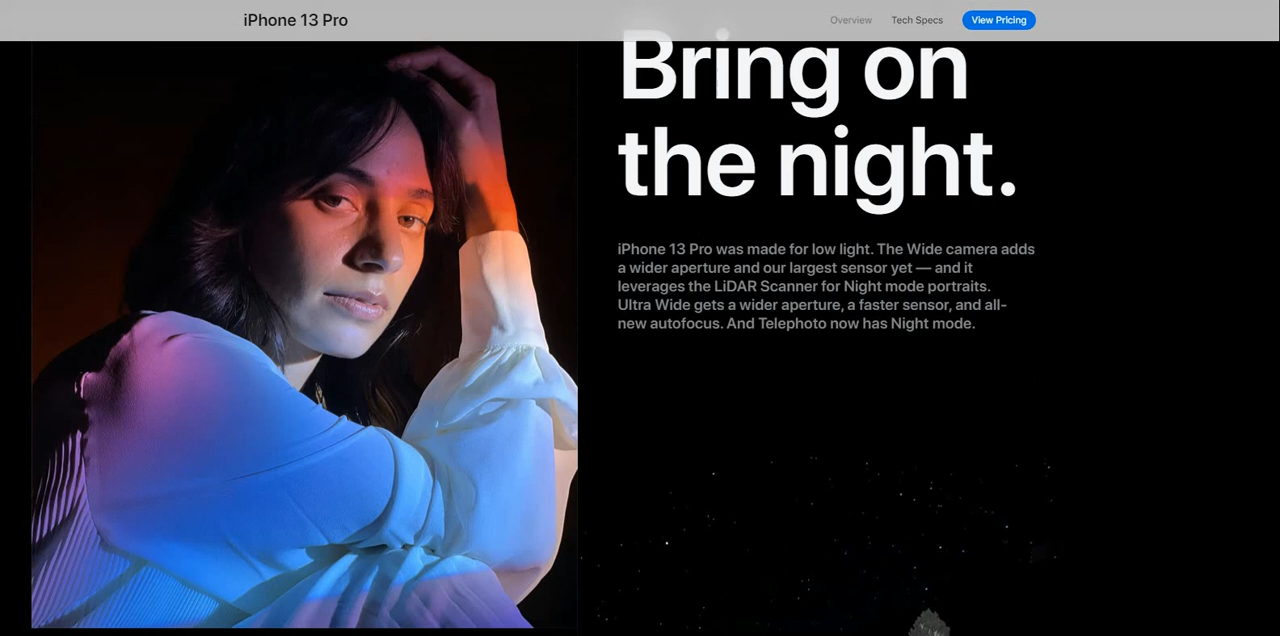 iPhone 13 Pro
Overview
Tech Specs
View Pricing
Bring on
the night.
iPhone 13 Pro was made for low light. The Wide camera adds
a wider aperture and our largest sensor yet — and it
leverages the LiDAR Scanner for Night mode portraits.
Ultra Wide gets a wider aperture, a faster sensor, and all-
new autofocus. And Telephoto now has Night mode.